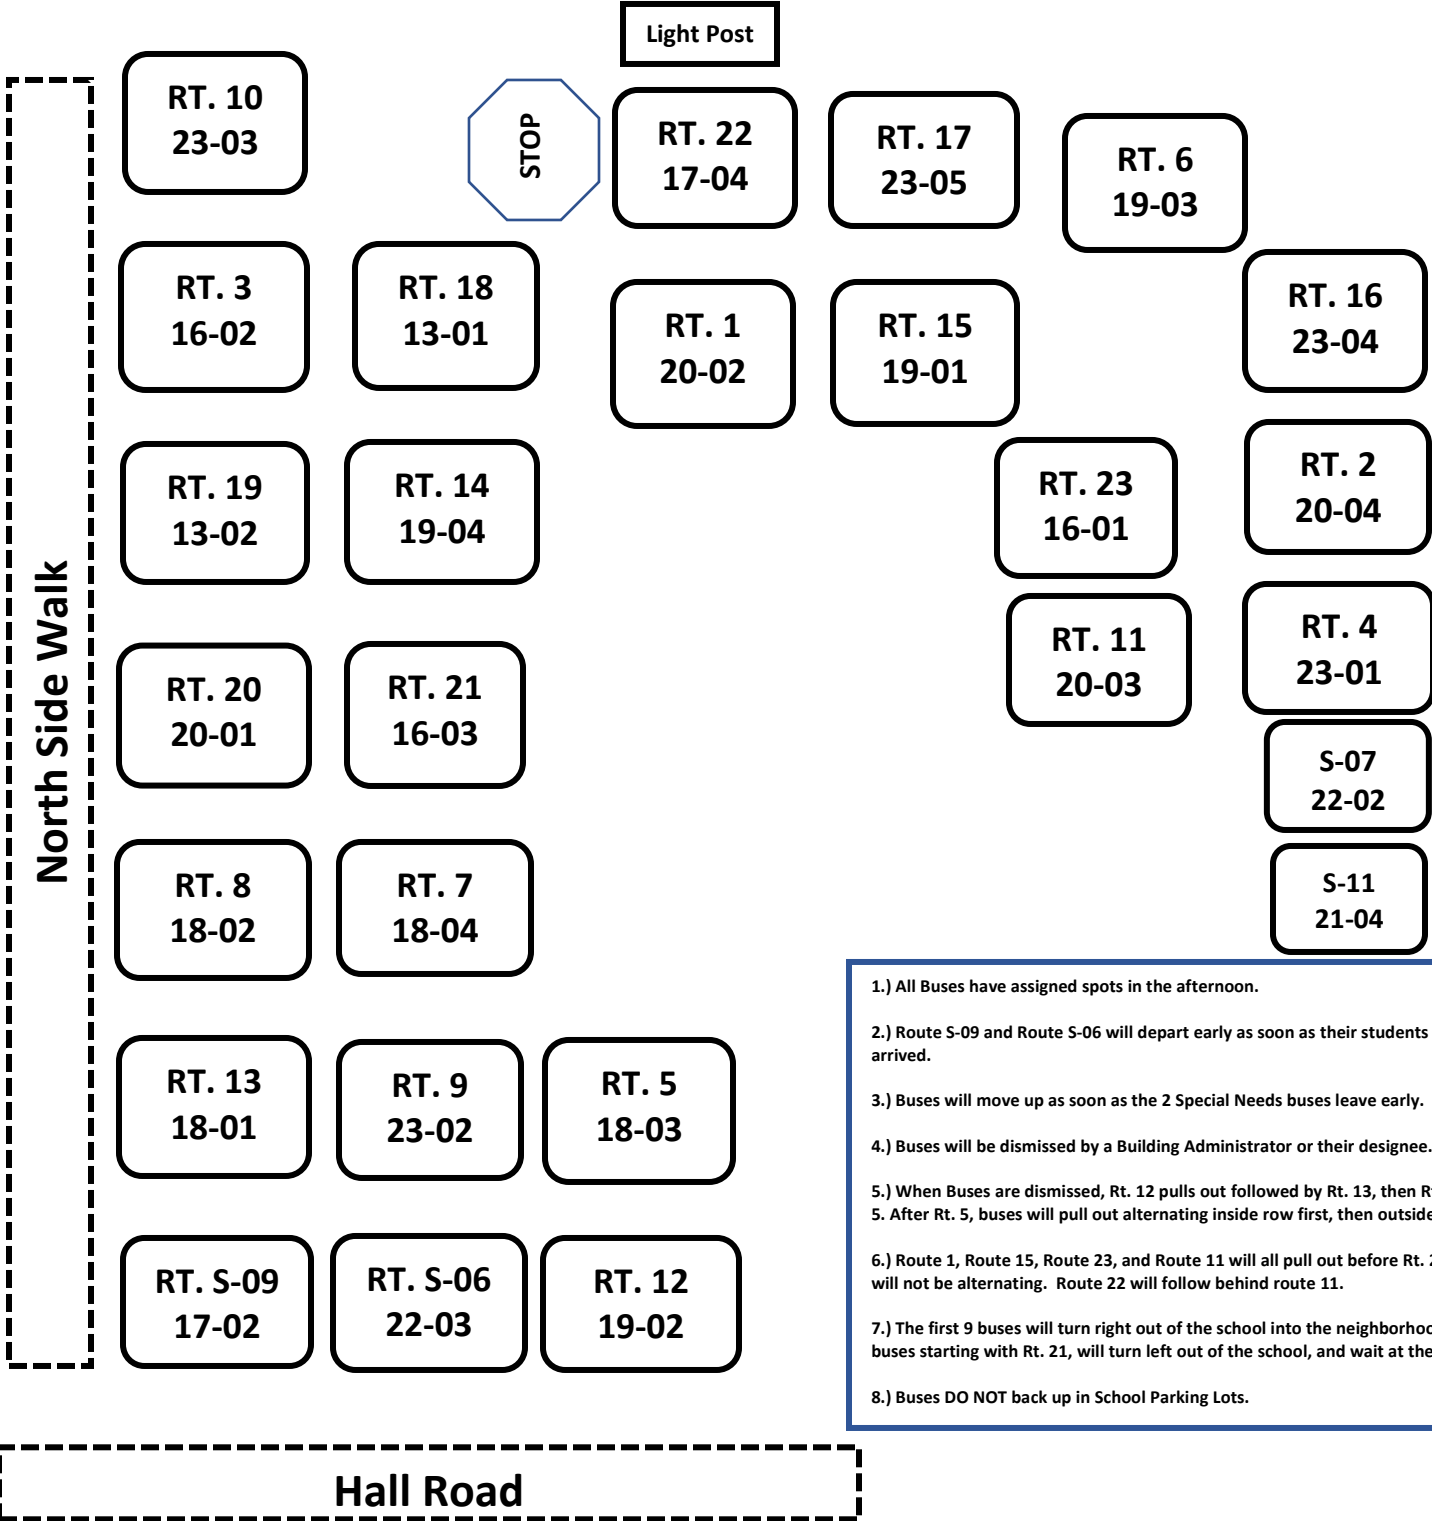 Light Post
RT. 10
23-03
STOP
RT. 22
17-04
RT. 17
23-05
RT. 6
19-03
RT. 3
16-02
RT. 18
13-01
RT. 1
20-02
RT. 15
19-01
RT. 16
23-04
RT. 19
13-02
RT. 14
19-04
RT. 23
16-01
RT. 2
20-04
North Side Walk
RT. 20
20-01
RT. 21
16-03
RT. 11
20-03
RT. 4
23-01
S-07
22-02
RT. 8
18-02
RT. 7
18-04
S-11
21-04
RT. 13
18-01
RT. 9
23-02
RT. 5
18-03
RT. S-09
17-02
RT. S-06
22-03
RT. 12
19-02
1.) All Buses have assigned spots in the afternoon.
2.) Route S-09 and Route S-06 will depart early as soon as their students
arrived.
3.) Buses will move up as soon as the 2 Special Needs buses leave early.
4.) Buses will be dismissed by a Building Administrator or their designee.
5.) When Buses are dismissed, Rt. 12 pulls out followed by Rt. 13, then
5. After Rt. 5, buses will pull out alternating inside row first, then outside
6.) Route 1, Route 15, Route 23, and Route 11 will all pull out before Rt.
will not be alternating. Route 22 will follow behind route 11.
7.) The first 9 buses will turn right out of the school into the
buses starting with Rt. 21, will turn left out of the school, and wait at the
8.) Buses DO NOT back up in School Parking Lots.
Hall Road